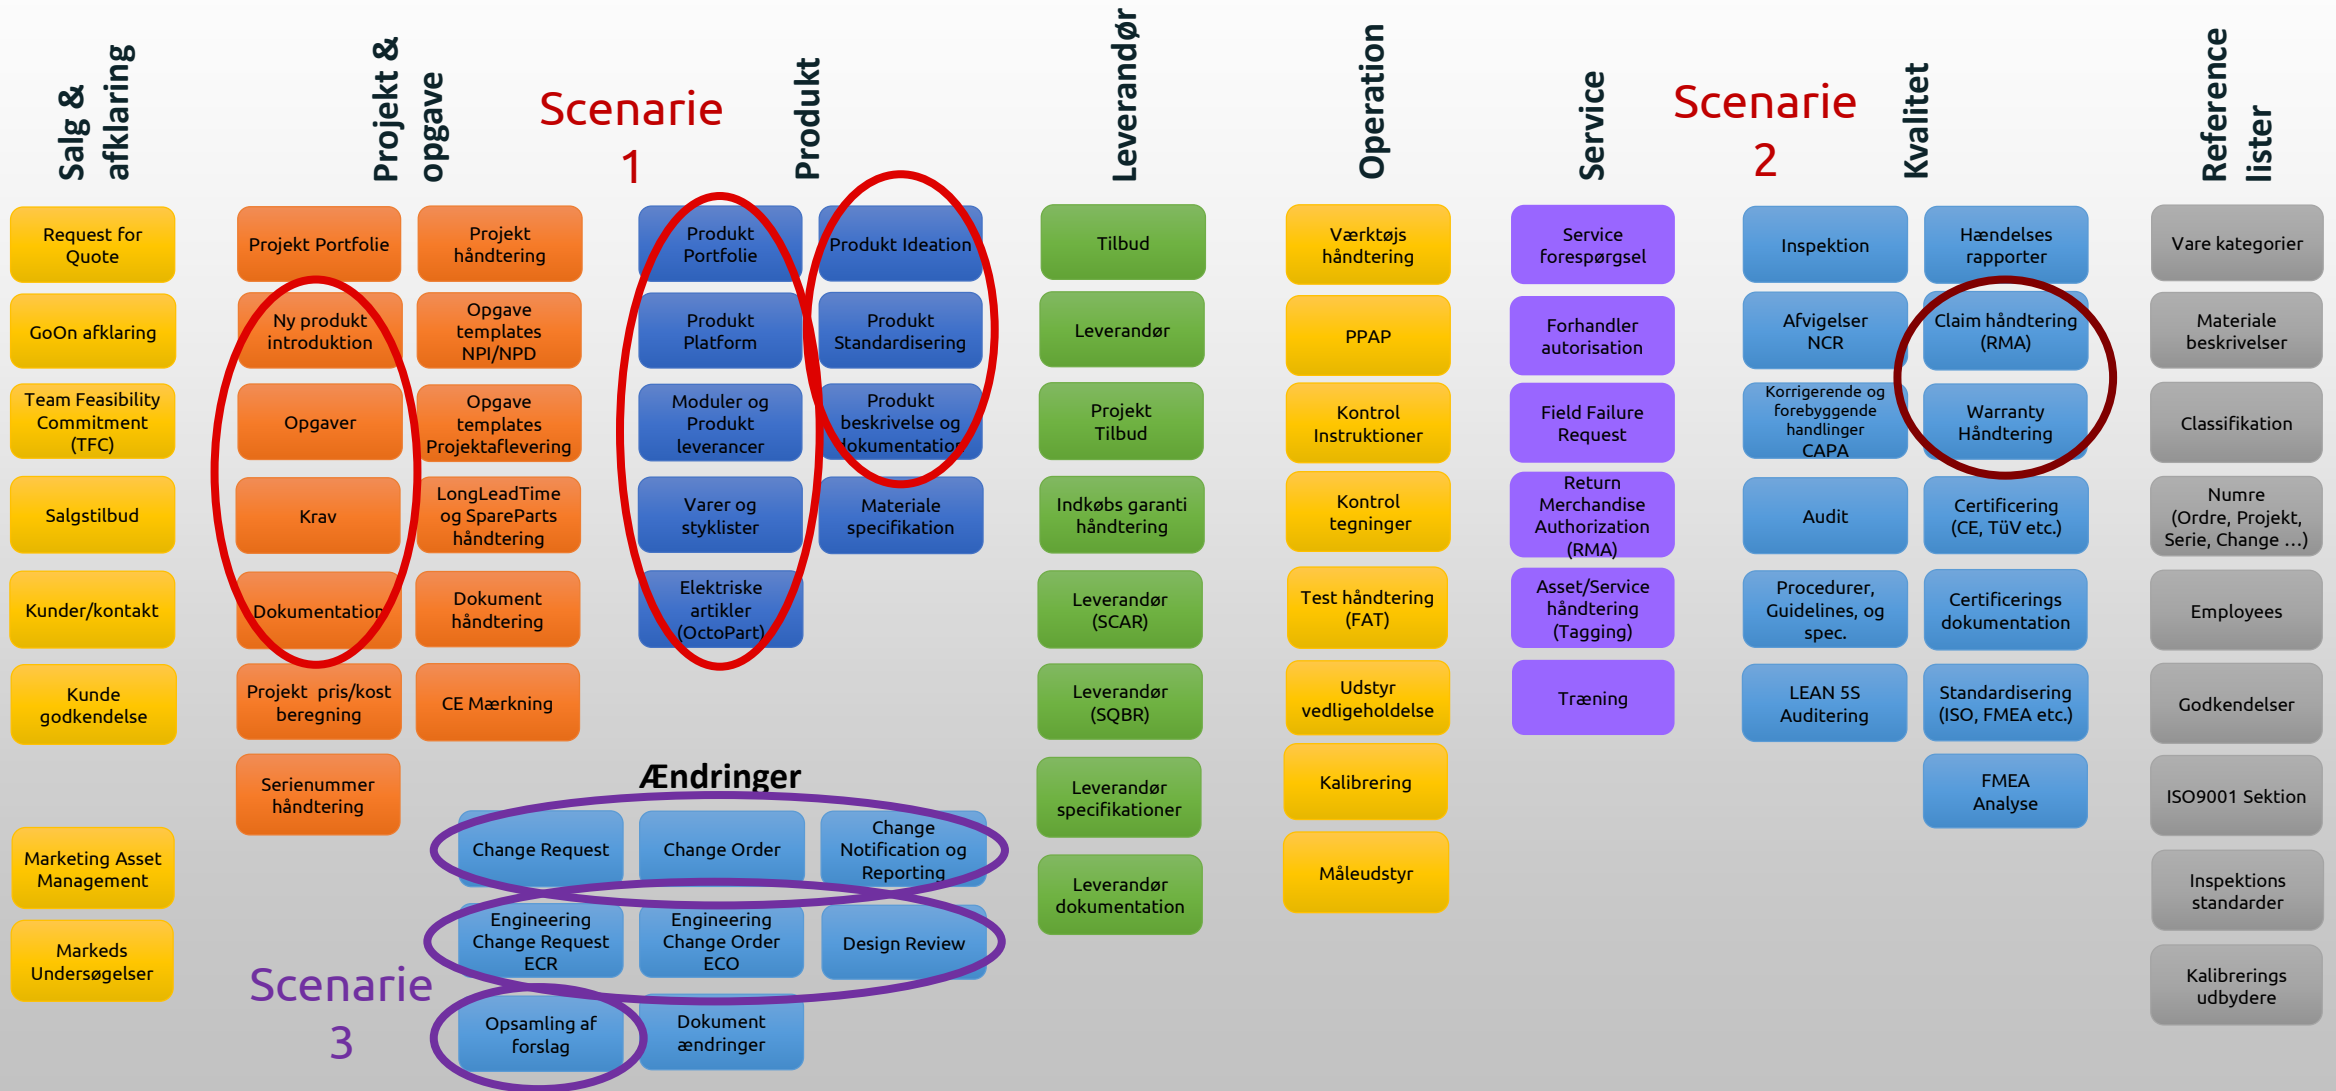 Salg &
afklaring
Projekt &
opgave
Scenarie
1
Produkt
Leverandør
Operation
Service
Scenarie
2
Kvalitet
Reference
lister
Request for
Quote
GoOn afklaring
Team Feasibility
Commitment
(TFC)
Salgstilbud
Kunder/kontakt
Kunde
godkendelse
Marketing Asset
Management
Markeds
Undersøgelser
Projekt Portfolie
Ny produkt
introduktion
Opgaver
Krav
Dokumentation
Projekt pris/kost
beregning
Serienummer
håndtering
Projekt
håndtering
Opgave
templates
NPI/NPD
Opgave
templates
Projektaflevering
LongLeadTime
og SpareParts
håndtering
Dokument
håndtering
CE Mærkning
Produkt
Portfolie
Produkt
Platform
Moduler og
Produkt
leverancer
Varer og
styklister
Elektriske
artikler
(OctoPart)
Produkt Ideation
Produkt
Standardisering
Produkt
beskrivelse og
dokumentation
Materiale
specifikation
Ændringer
Change Request
Change Order
Change
Notification og
Reporting
Engineering
Change Request
ECR
Engineering
Change Order
ECO
Design Review
Scenarie
3
Opsamling af
forslag
Dokument
ændringer
Tilbud
Leverandør
Projekt
Tilbud
Indkøbs garanti
håndtering
Leverandør
(SCAR)
Leverandør
(SQBR)
Leverandør
specifikationer
Leverandør
dokumentation
Værktøjs
håndtering
PPAP
Kontrol
Instruktioner
Kontrol
tegninger
Test håndtering
(FAT)
Udstyr
vedligeholdelse
Kalibrering
Måleudstyr
Service
forespørgsel
Forhandler
autorisation
Field Failure
Request
Return
Merchandise
Authorization
(RMA)
Asset/Service
håndtering
(Tagging)
Træning
Inspektion
Afvigelser
NCR
Korrigerende og
forebyggende
handlinger
CAPA
Audit
Procedurer,
Guidelines, og
spec.
LEAN 5S
Auditering
Hændelses
rapporter
Claim håndtering
(RMA)
Warranty
Håndtering
Certificering
(CE, TüV etc.)
Certificerings
dokumentation
Standardisering
(ISO, FMEA etc.)
FMEA
Analyse
Vare kategorier
Materiale
beskrivelser
Classifikation
Numre
(Ordre, Projekt,
Serie, Change …)
Employees
Godkendelser
ISO9001 Sektion
Inspektions
standarder
Kalibrerings
udbydere